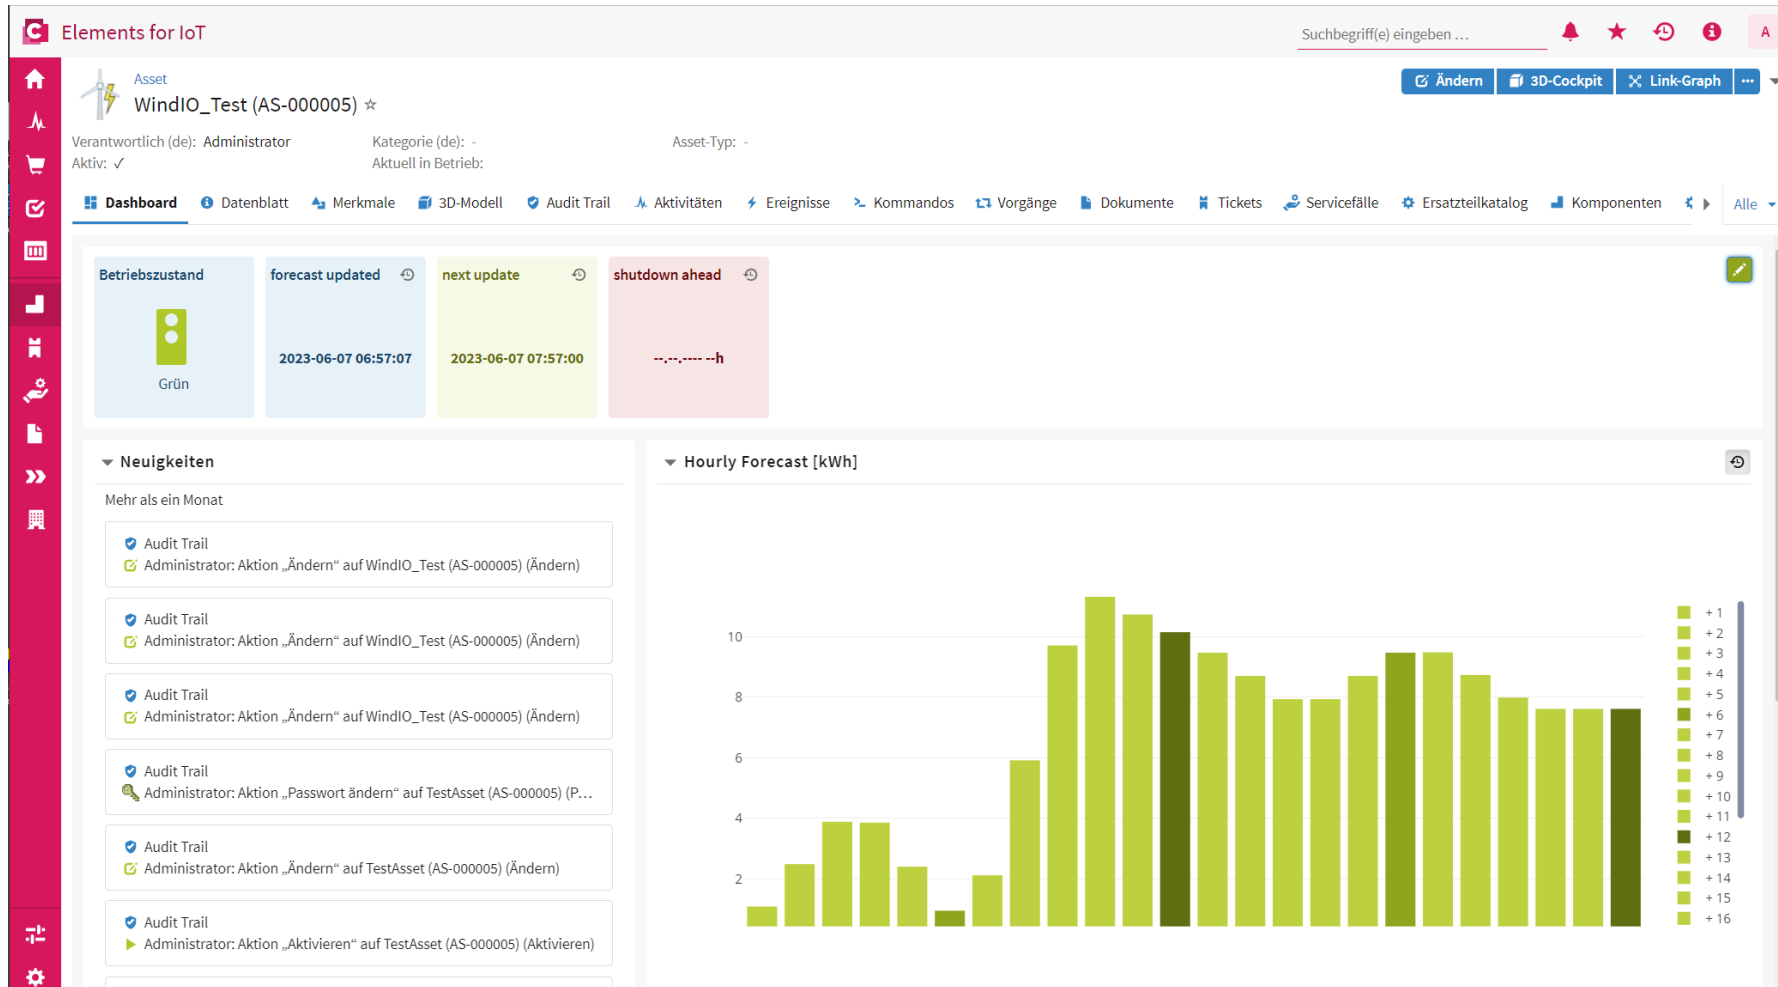 Elements for IoT
Suchbegriff(e) eingeben ...
A
Asset
WindIO_Test (AS-000005)
Ändern
3D-Cockpit
Link-Graph
Verantwortlich (de): Administrator
Kategorie (de): -
Asset-Typ: -
Aktiv: ✓
Aktuell in Betrieb:
Dashboard
Datenblatt
Merkmale
3D-Modell
Audit Trail
Aktivitäten
Ereignisse
Kommandos
Vorgänge
Dokumente
Tickets
Servicefälle
Ersatzteilkatalog
Komponenten
Alle
Betriebszustand
Grün
forecast updated
2023-06-07 06:57:07
next update
2023-06-07 07:57:00
shutdown ahead
--.--.---- --h
Neuigkeiten
Mehr als ein Monat
Audit Trail
Administrator: Aktion „Ändern“ auf WindIO_Test (AS-000005) (Ändern)
Audit Trail
Administrator: Aktion „Ändern“ auf WindIO_Test (AS-000005) (Ändern)
Audit Trail
Administrator: Aktion „Ändern“ auf WindIO_Test (AS-000005) (Ändern)
Audit Trail
Administrator: Aktion „Passwort ändern“ auf TestAsset (AS-000005) (P...
Audit Trail
Administrator: Aktion „Ändern“ auf TestAsset (AS-000005) (Ändern)
Audit Trail
Administrator: Aktion „Aktivieren“ auf TestAsset (AS-000005) (Aktivieren)
Hourly Forecast [kWh]
10
8
6
4
2
+ 1
+ 2
+ 3
+ 4
+ 5
+ 6
+ 7
+ 8
+ 9
+ 10
+ 11
+ 12
+ 13
+ 14
+ 15
+ 16